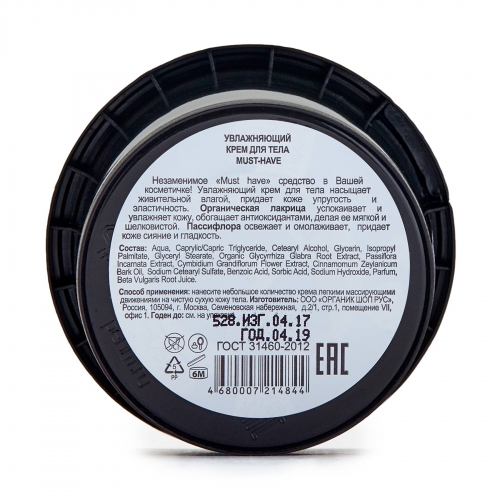 УВЛАЖНЯЮЩИЙ
КРЕМ ДЛЯ ТЕЛА
MUST-HAVE
Незаменимое «Must have» средство в Вашей
косметичке! Увлажняющий крем для тела насыщает
живительной влагой, придает коже упругость и
эластичность. Органическая лакрица успокаивает и
увлажняет кожу, обогащает антиоксидантами, делая ее мягкой и
шелковистой. Пассифлора освежает и омолаживает, придает
коже сияние и гладкость.
Состав: Aqua, Caprylic/Capric Triglyceride, Cetearyl Alcohol, Glycerin, Isopropyl
Palmitate, Glyceryl Stearate, Organic Glycyrrhiza Glabra Root Extract, Passiflora
Incarnata Extract, Cymbidium Grandiflorum Flower Extract, Cinnamomum Zeylanicum
Bark Oil, Sodium Cetearyl Sulfate, Benzoic Acid, Sorbic Acid, Sodium Hydroxide, Parfum,
Beta Vulgaris Root Juice.
Способ применения: нанесите небольшое количество крема легкими массирующими
движениями на чистую сухую кожу тела. Изготовитель: ООО «ОРГАНИК ШОП РУС»,
Россия, 105094, г. Москва, Семеновская набережная, д.2/1, стр.1, помещение VII,
офис 1. Годен до: см. на упаковке.
528.ИЗГ.04.17
ГОД.04.19
ГОСТ 31460-2012
5
PP
6M
EAC
4 680007 214844